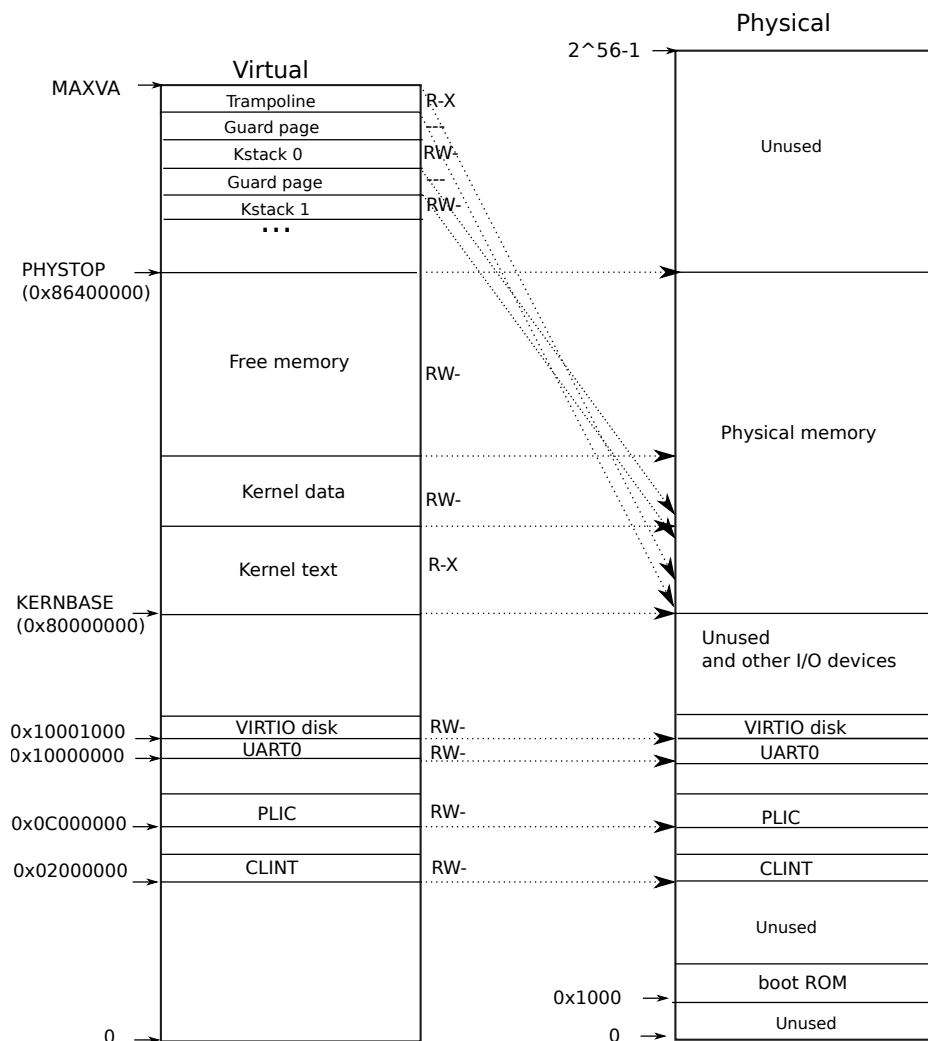 Physical
2^56-1
Virtual
MAXVA
Trampoline
R-X
Guard page
---
Unused
Kstack 0
RW-
Guard page
---
Kstack 1
RW-
...
PHYSTOP
(0x86400000)
Free memory
RW-
Physical memory
Kernel data
RW-
Kernel text
R-X
KERNBASE
(0x80000000)
Unused
and other I/O devices
0x10001000
VIRTIO disk
RW-
VIRTIO disk
0x10000000
UART0
RW-
UART0
0x0C000000
PLIC
RW-
PLIC
0x02000000
CLINT
RW-
CLINT
Unused
boot ROM
0x1000
Unused
0
0